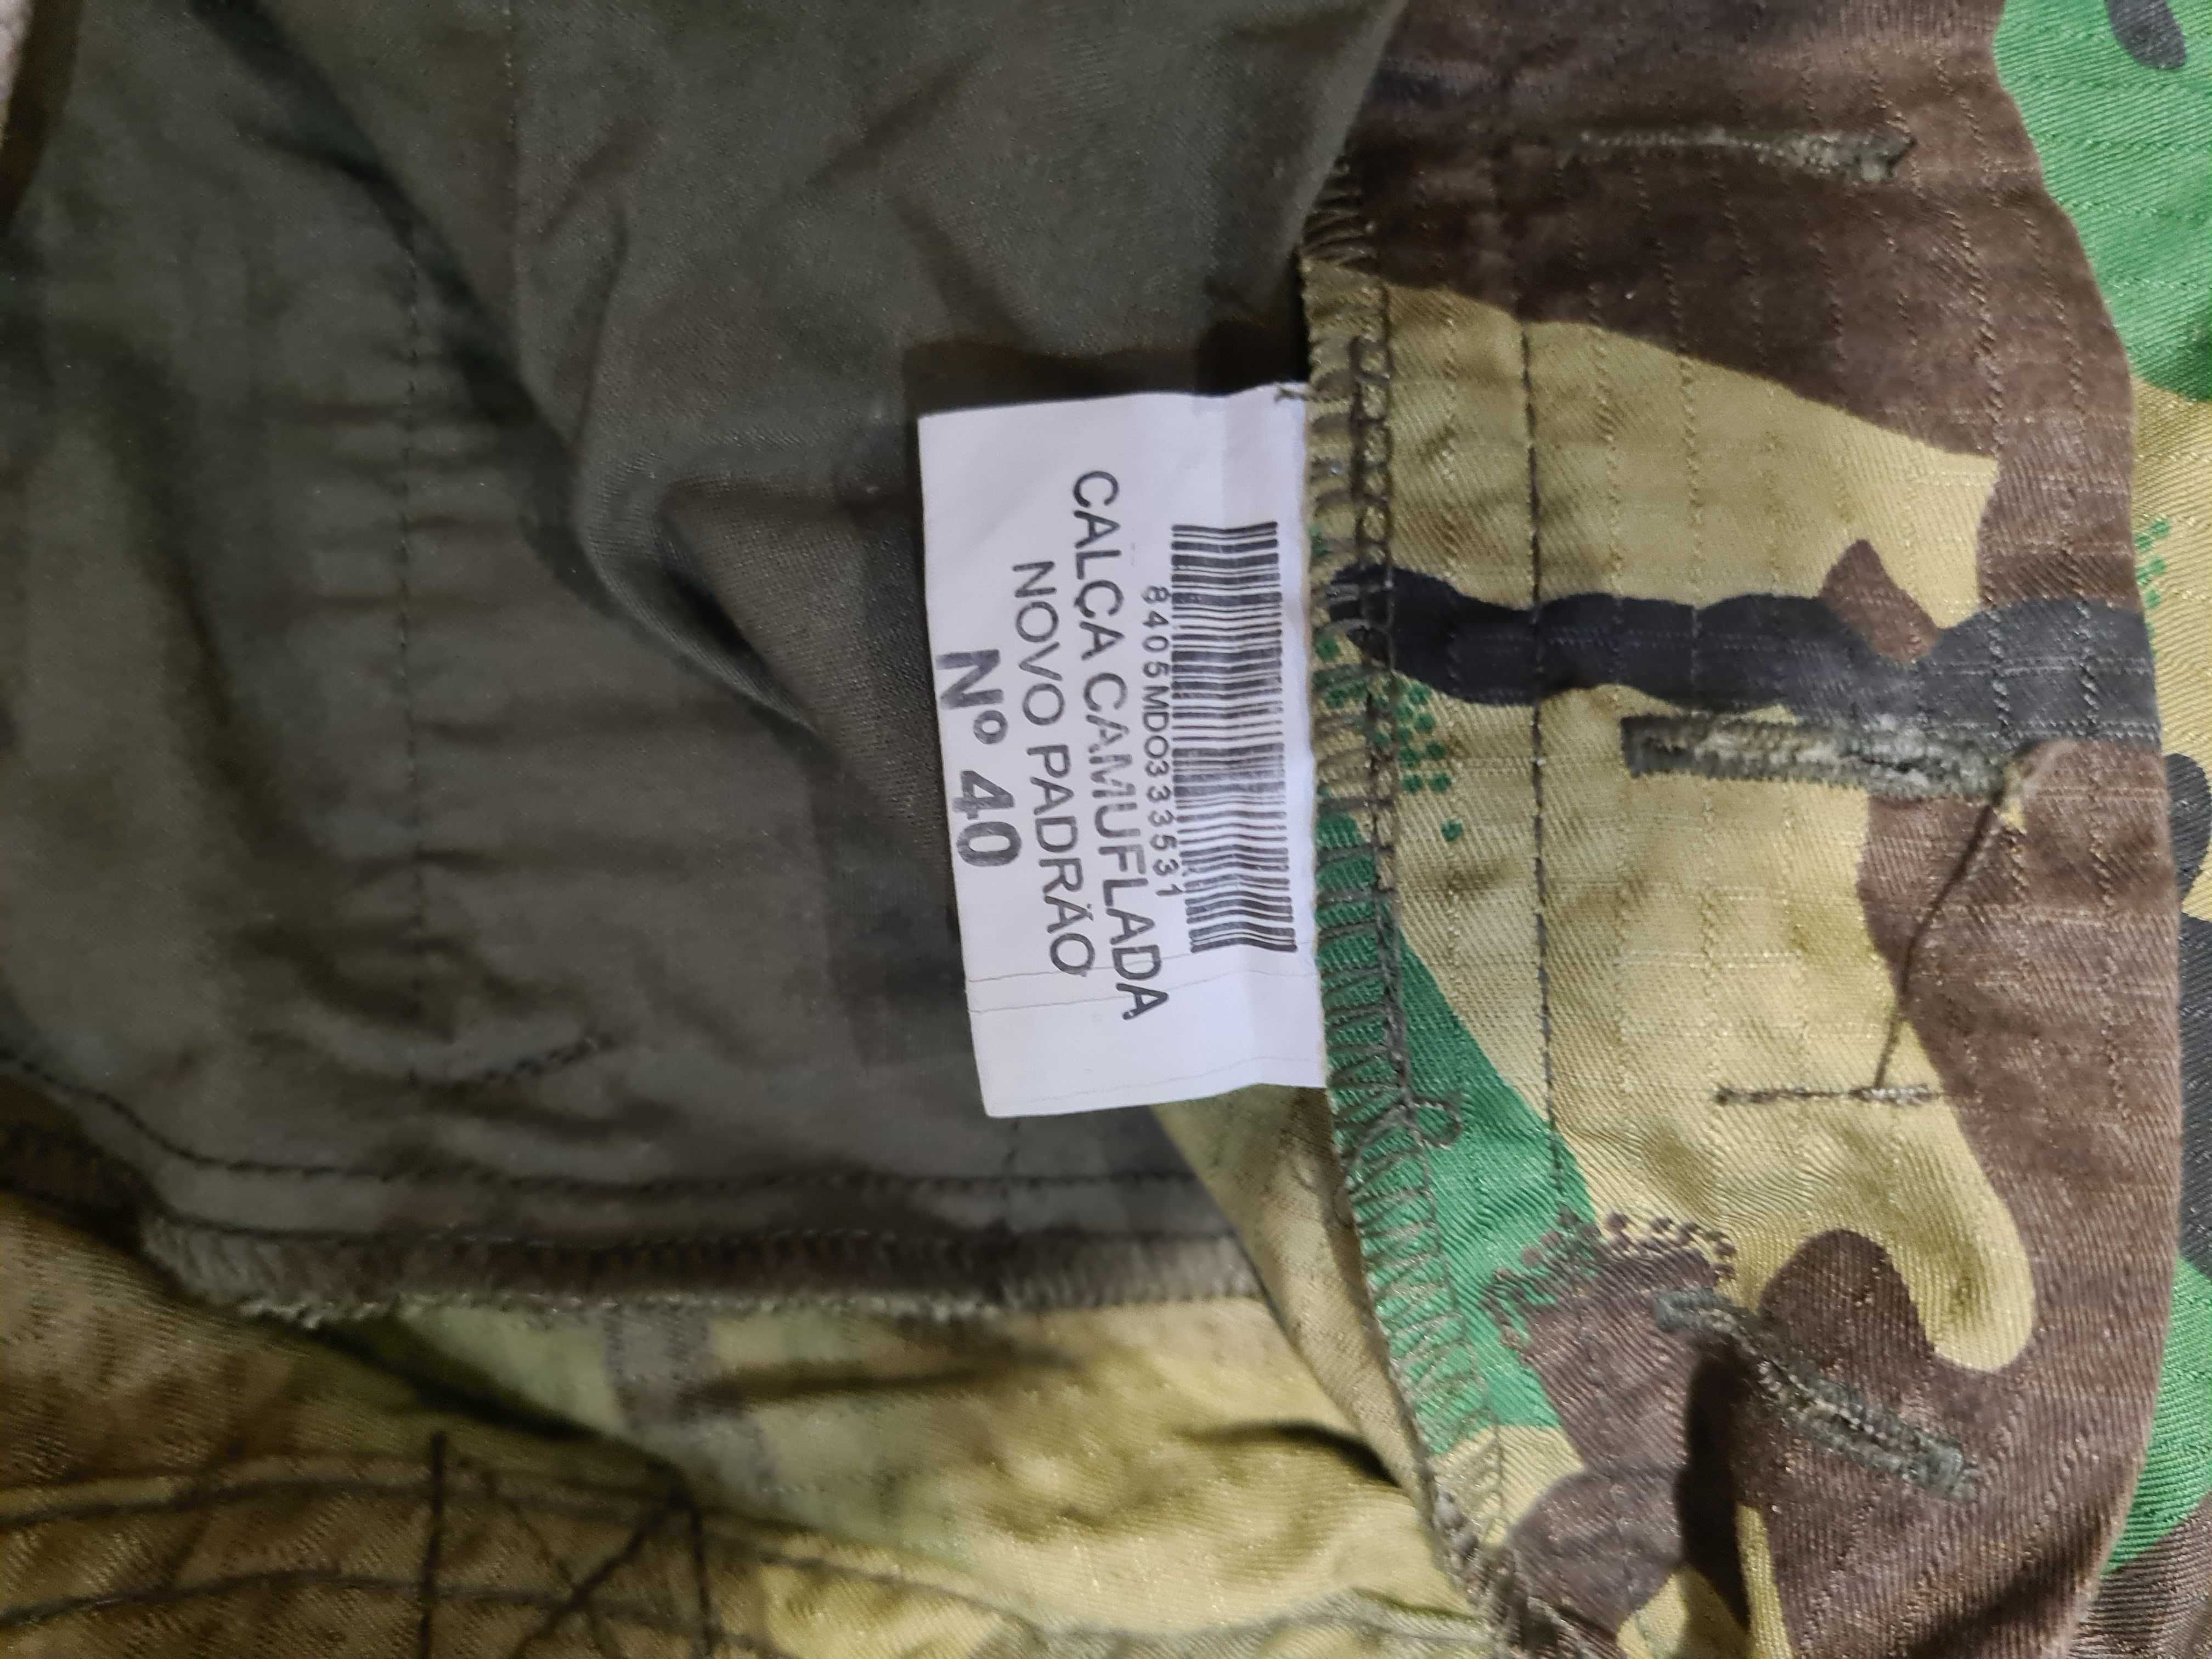 8405MDO333531
CALÇA CAMUFLADA
NOVO PADRÃO
Nº 40